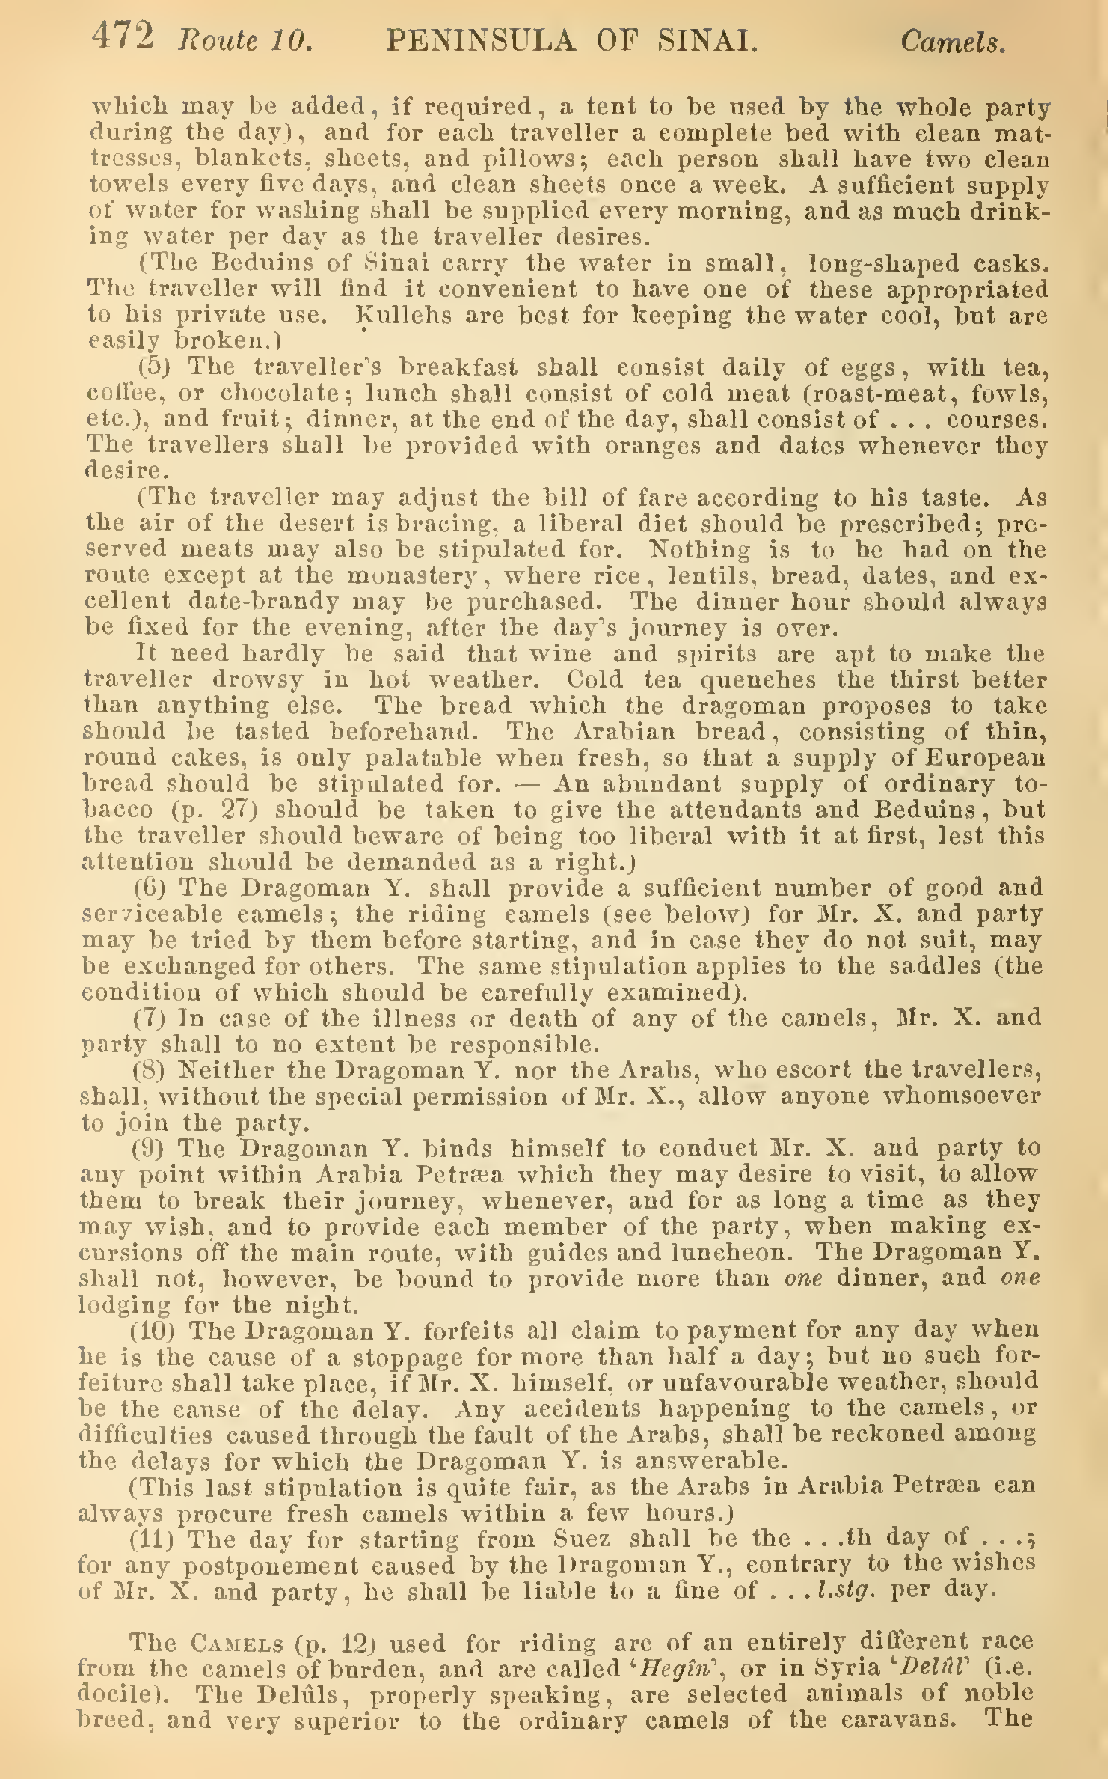 472 Route 10. PENINSULA OF SINAI. Camels.
which may be added, if required, a tent to be used by the whole party
during the day), and for each traveller a complete bed with clean mat-
tresses, blankets, sheets, and pillows; each person shall have two clean
towels every five days, and clean sheets once a week. A sufficient supply
of water for washing shall be supplied every morning, and as much drink-
ing water per day as the traveller desires.
(The Beduins of Sinai carry the water in small, long-shaped casks.
The traveller will find it convenient to have one of these appropriated
to his private use. Kullehs are best for keeping the water cool, but are
easily broken.)
(5) The traveller's breakfast shall consist daily of eggs, with tea,
coffee, or chocolate; lunch shall consist of cold meat (roast-meat, fowls,
etc.), and fruit; dinner, at the end of the day, shall consist of . . . courses.
The travellers shall be provided with oranges and dates whenever they
desire.
(The traveller may adjust the bill of fare according to his taste. As
the air of the desert is bracing, a liberal diet should be prescribed; pre-
served meats may also be stipulated for. Nothing is to be had on the
route except at the monastery, where rice, lentils, bread, dates, and ex-
cellent date-brandy may be purchased. The dinner hour should always
be fixed for the evening, after the day's journey is over.
It need hardly be said that wine and spirits are apt to make the
traveller drowsy in hot weather. Cold tea quenches the thirst better
than anything else. The bread which the dragoman proposes to take
should be tasted beforehand. The Arabian bread, consisting of thin,
round cakes, is only palatable when fresh, so that a supply of European
bread should be stipulated for. — An abundant supply of ordinary to-
bacco (p. 27) should be taken to give the attendants and Beduins, but
the traveller should beware of being too liberal with it at first, lest this
attention should be demanded as a right.)
(6) The Dragoman Y. shall provide a sufficient number of good and
serviceable camels; the riding camels (see below) for Mr. X. and party
may be tried by them before starting, and in case they do not suit, may
be exchanged for others. The same stipulation applies to the saddles (the
condition of which should be carefully examined).
(7) In case of the illness or death of any of the camels, Mr. X. and
party shall to no extent be responsible.
(8) Neither the Dragoman Y. nor the Arabs, who escort the travellers,
shall, without the special permission of Mr. X., allow anyone whomsoever
to join the party.
(9) The Dragoman Y. binds himself to conduct Mr. X. and party to
any point within Arabia Petræa which they may desire to visit, to allow
them to break their journey, whenever, and for as long a time as they
may wish, and to provide each member of the party, when making ex-
cursions off the main route, with guides and luncheon. The Dragoman Y.
shall not, however, be bound to provide more than one dinner, and one
lodging for the night.
(10) The Dragoman Y. forfeits all claim to payment for any day when
he is the cause of a stoppage for more than half a day; but no such for-
feiture shall take place, if Mr. X. himself, or unfavourable weather, should
be the cause of the delay. Any accidents happening to the camels, or
difficulties caused through the fault of the Arabs, shall be reckoned among
the delays for which the Dragoman Y. is answerable.
(This last stipulation is quite fair, as the Arabs in Arabia Petræa can
always procure fresh camels within a few hours.)
(11) The day for starting from Suez shall be the . . .th day of . . .;
for any postponement caused by the Dragoman Y., contrary to the wishes
of Mr. X. and party, he shall be liable to a fine of . . . l.stg. per day.
The CAMELS (p. 12) used for riding are of an entirely different race
from the camels of burden, and are called 'Hegîn', or in Syria 'Delûl' (i.e.
docile). The Delûls, properly speaking, are selected animals of noble
breed, and very superior to the ordinary camels of the caravans. The